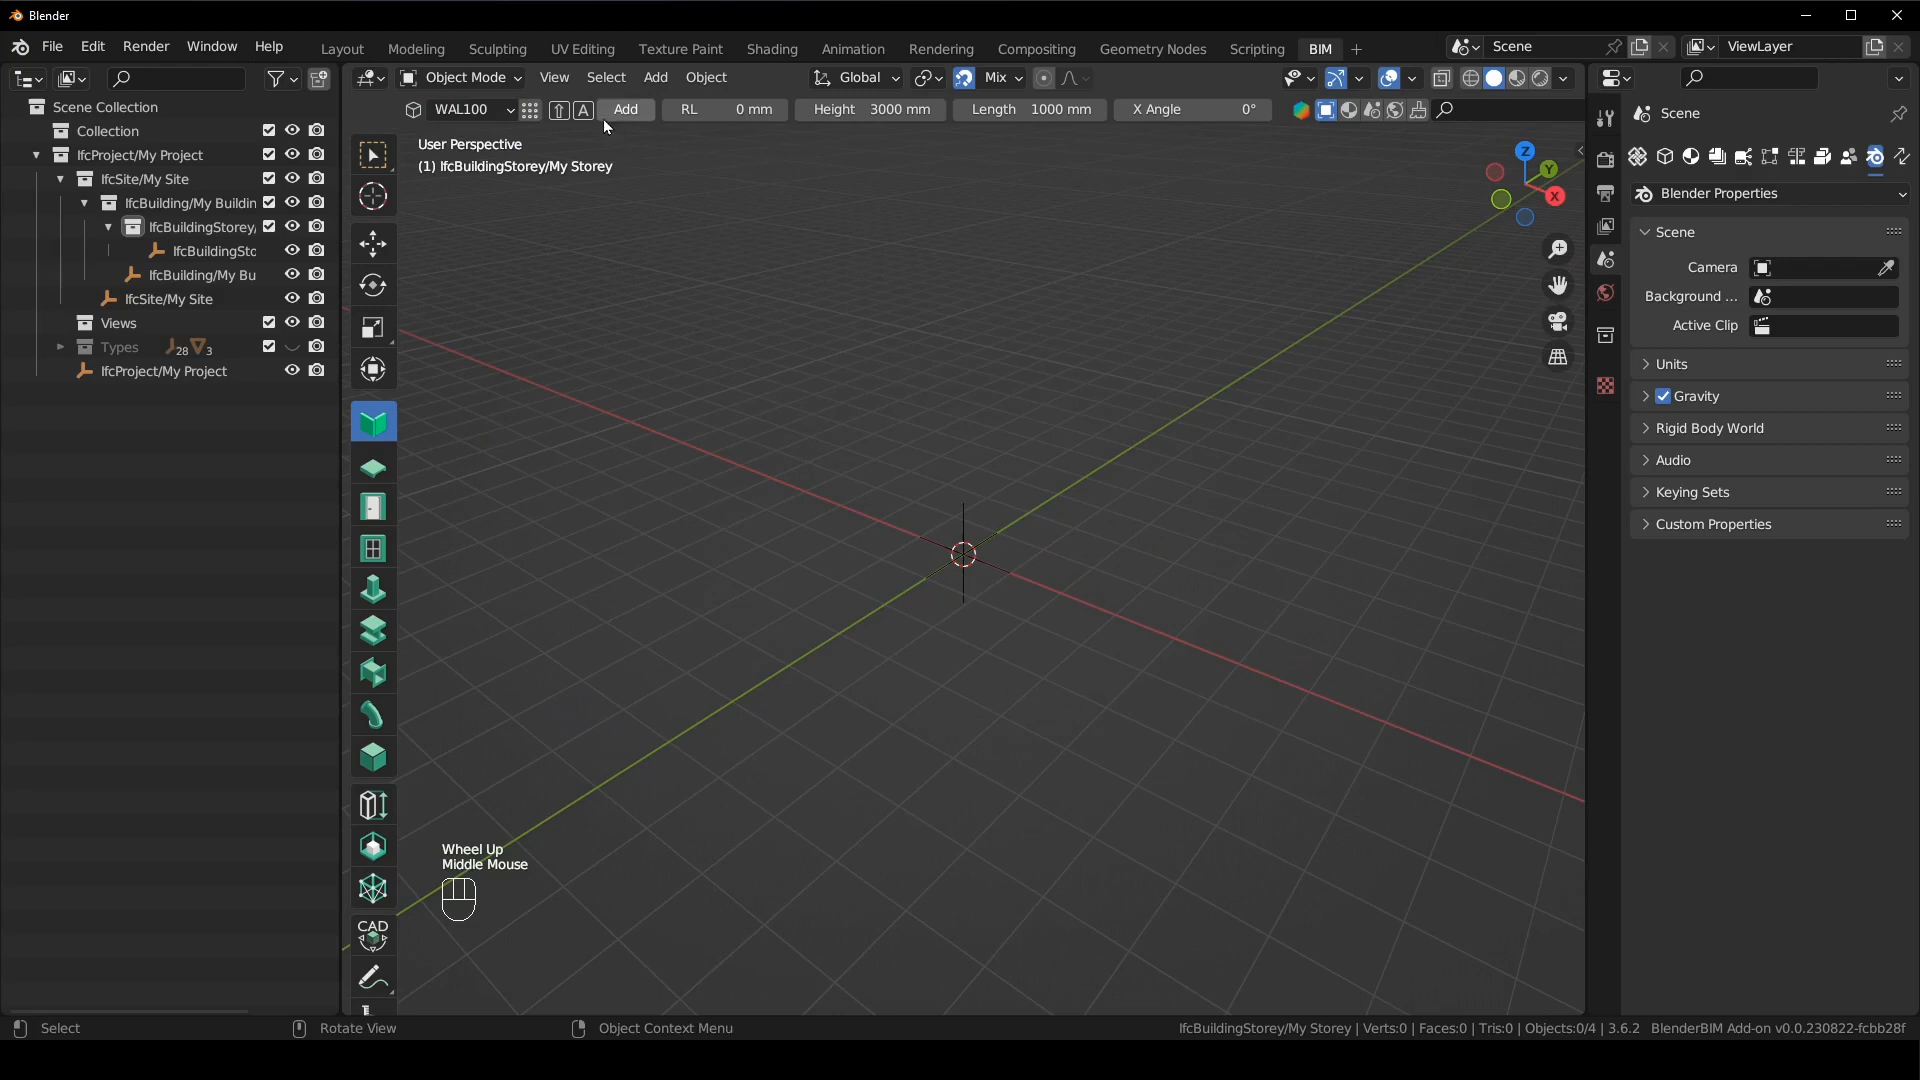 Blender
File Edit Render Window Help
Layout Modeling Sculpting UV Editing Texture Paint Shading Animation Rendering Compositing Geometry Nodes Scripting BIM
Scene
ViewLayer
Object Mode View Select Add Object
Global
Mix
WAL100
A
Add
RL 0 mm
Height 3000 mm
Length 1000 mm
X Angle 0°
Scene Collection
Collection
IfcProject/My Project
IfcSite/My Site
IfcBuilding/My Buildin
IfcBuildingStorey/
IfcBuildingSto
IfcBuilding/My Bu
IfcSite/My Site
Views
Types 28 3
IfcProject/My Project
User Perspective
(1) IfcBuildingStorey/My Storey
Z
Y
X
CAD
Wheel Up
Middle Mouse
Scene
Blender Properties
Scene
Camera
Background ...
Active Clip
Units
Gravity
Rigid Body World
Audio
Keying Sets
Custom Properties
Select
Rotate View
Object Context Menu
IfcBuildingStorey/My Storey | Verts:0 | Faces:0 | Tris:0 | Objects:0/4 | 3.6.2 BlenderBIM Add-on v0.0.230822-fcbb28f